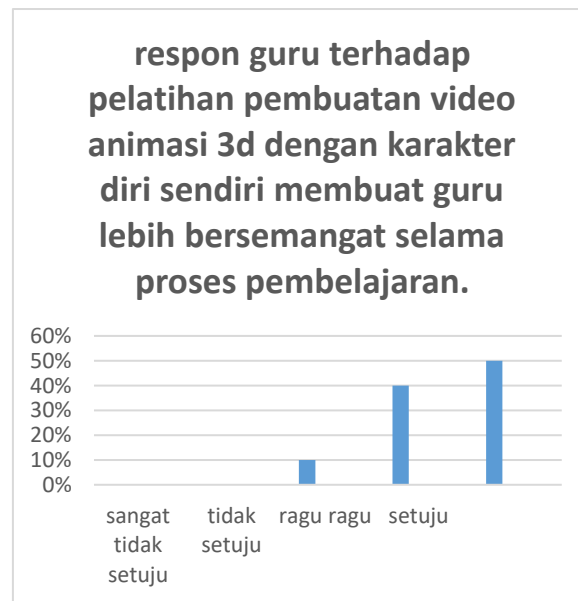 respon guru terhadap
pelatihan pembuatan video
animasi 3d dengan karakter
diri sendiri membuat guru
lebih bersemangat selama
proses pembelajaran.
60%
50%
40%
30%
20%
10%
0%
sangat tidak ragu ragu setuju
tidak setuju
setuju